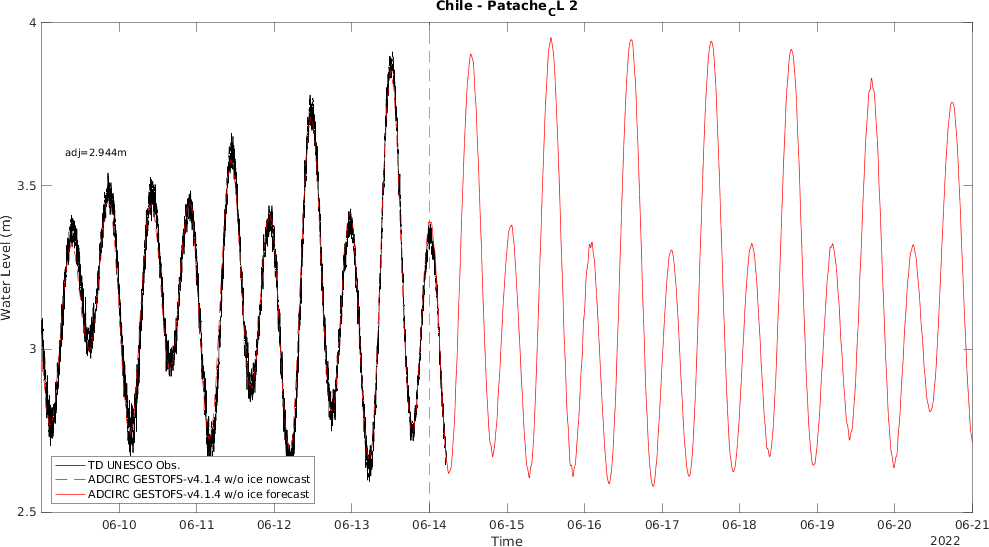 Chile - Patache_CL 2
4
3.5
3
2.5
Water Level (m)
adj=2.944m
TD UNESCO Obs.
ADCIRC GESTOFS-v4.1.4 w/o ice nowcast
ADCIRC GESTOFS-v4.1.4 w/o ice forecast
06-10 06-11 06-12 06-13 06-14 06-15 06-16 06-17 06-18 06-19 06-20 06-21
Time
2022